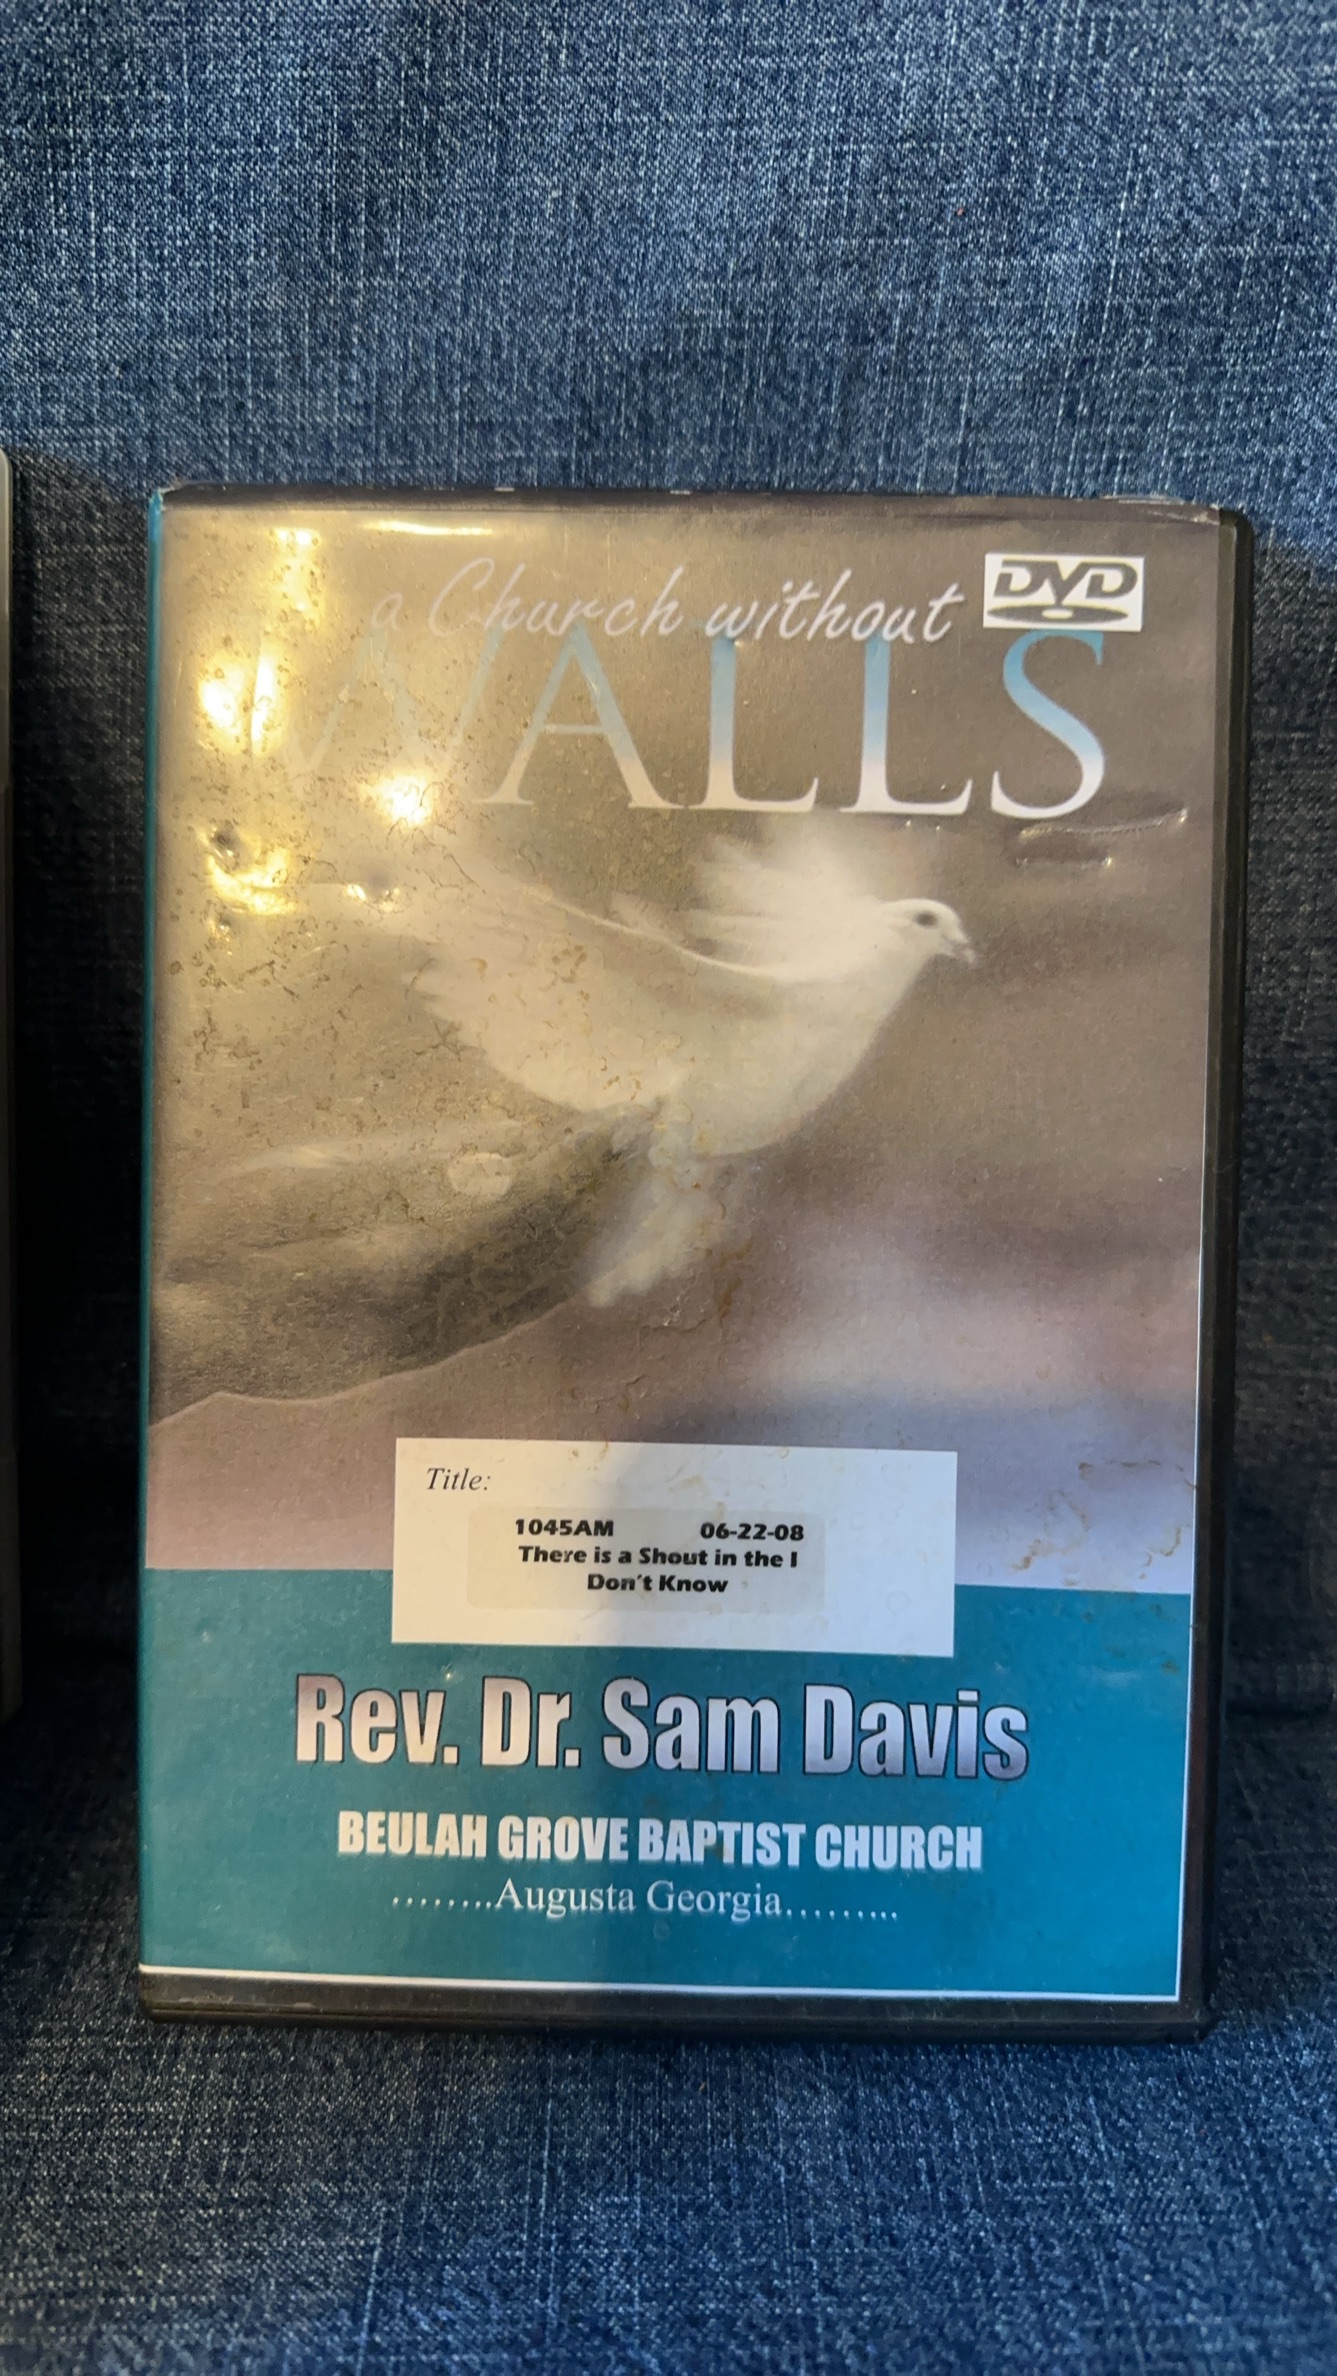 a Church without
DVD
WALLS
Title:
1045AM 06-22-08
There is a Shout in the I
Don't Know
Rev. Dr. Sam Davis
BEULAH GROVE BAPTIST CHURCH
........Augusta Georgia.........